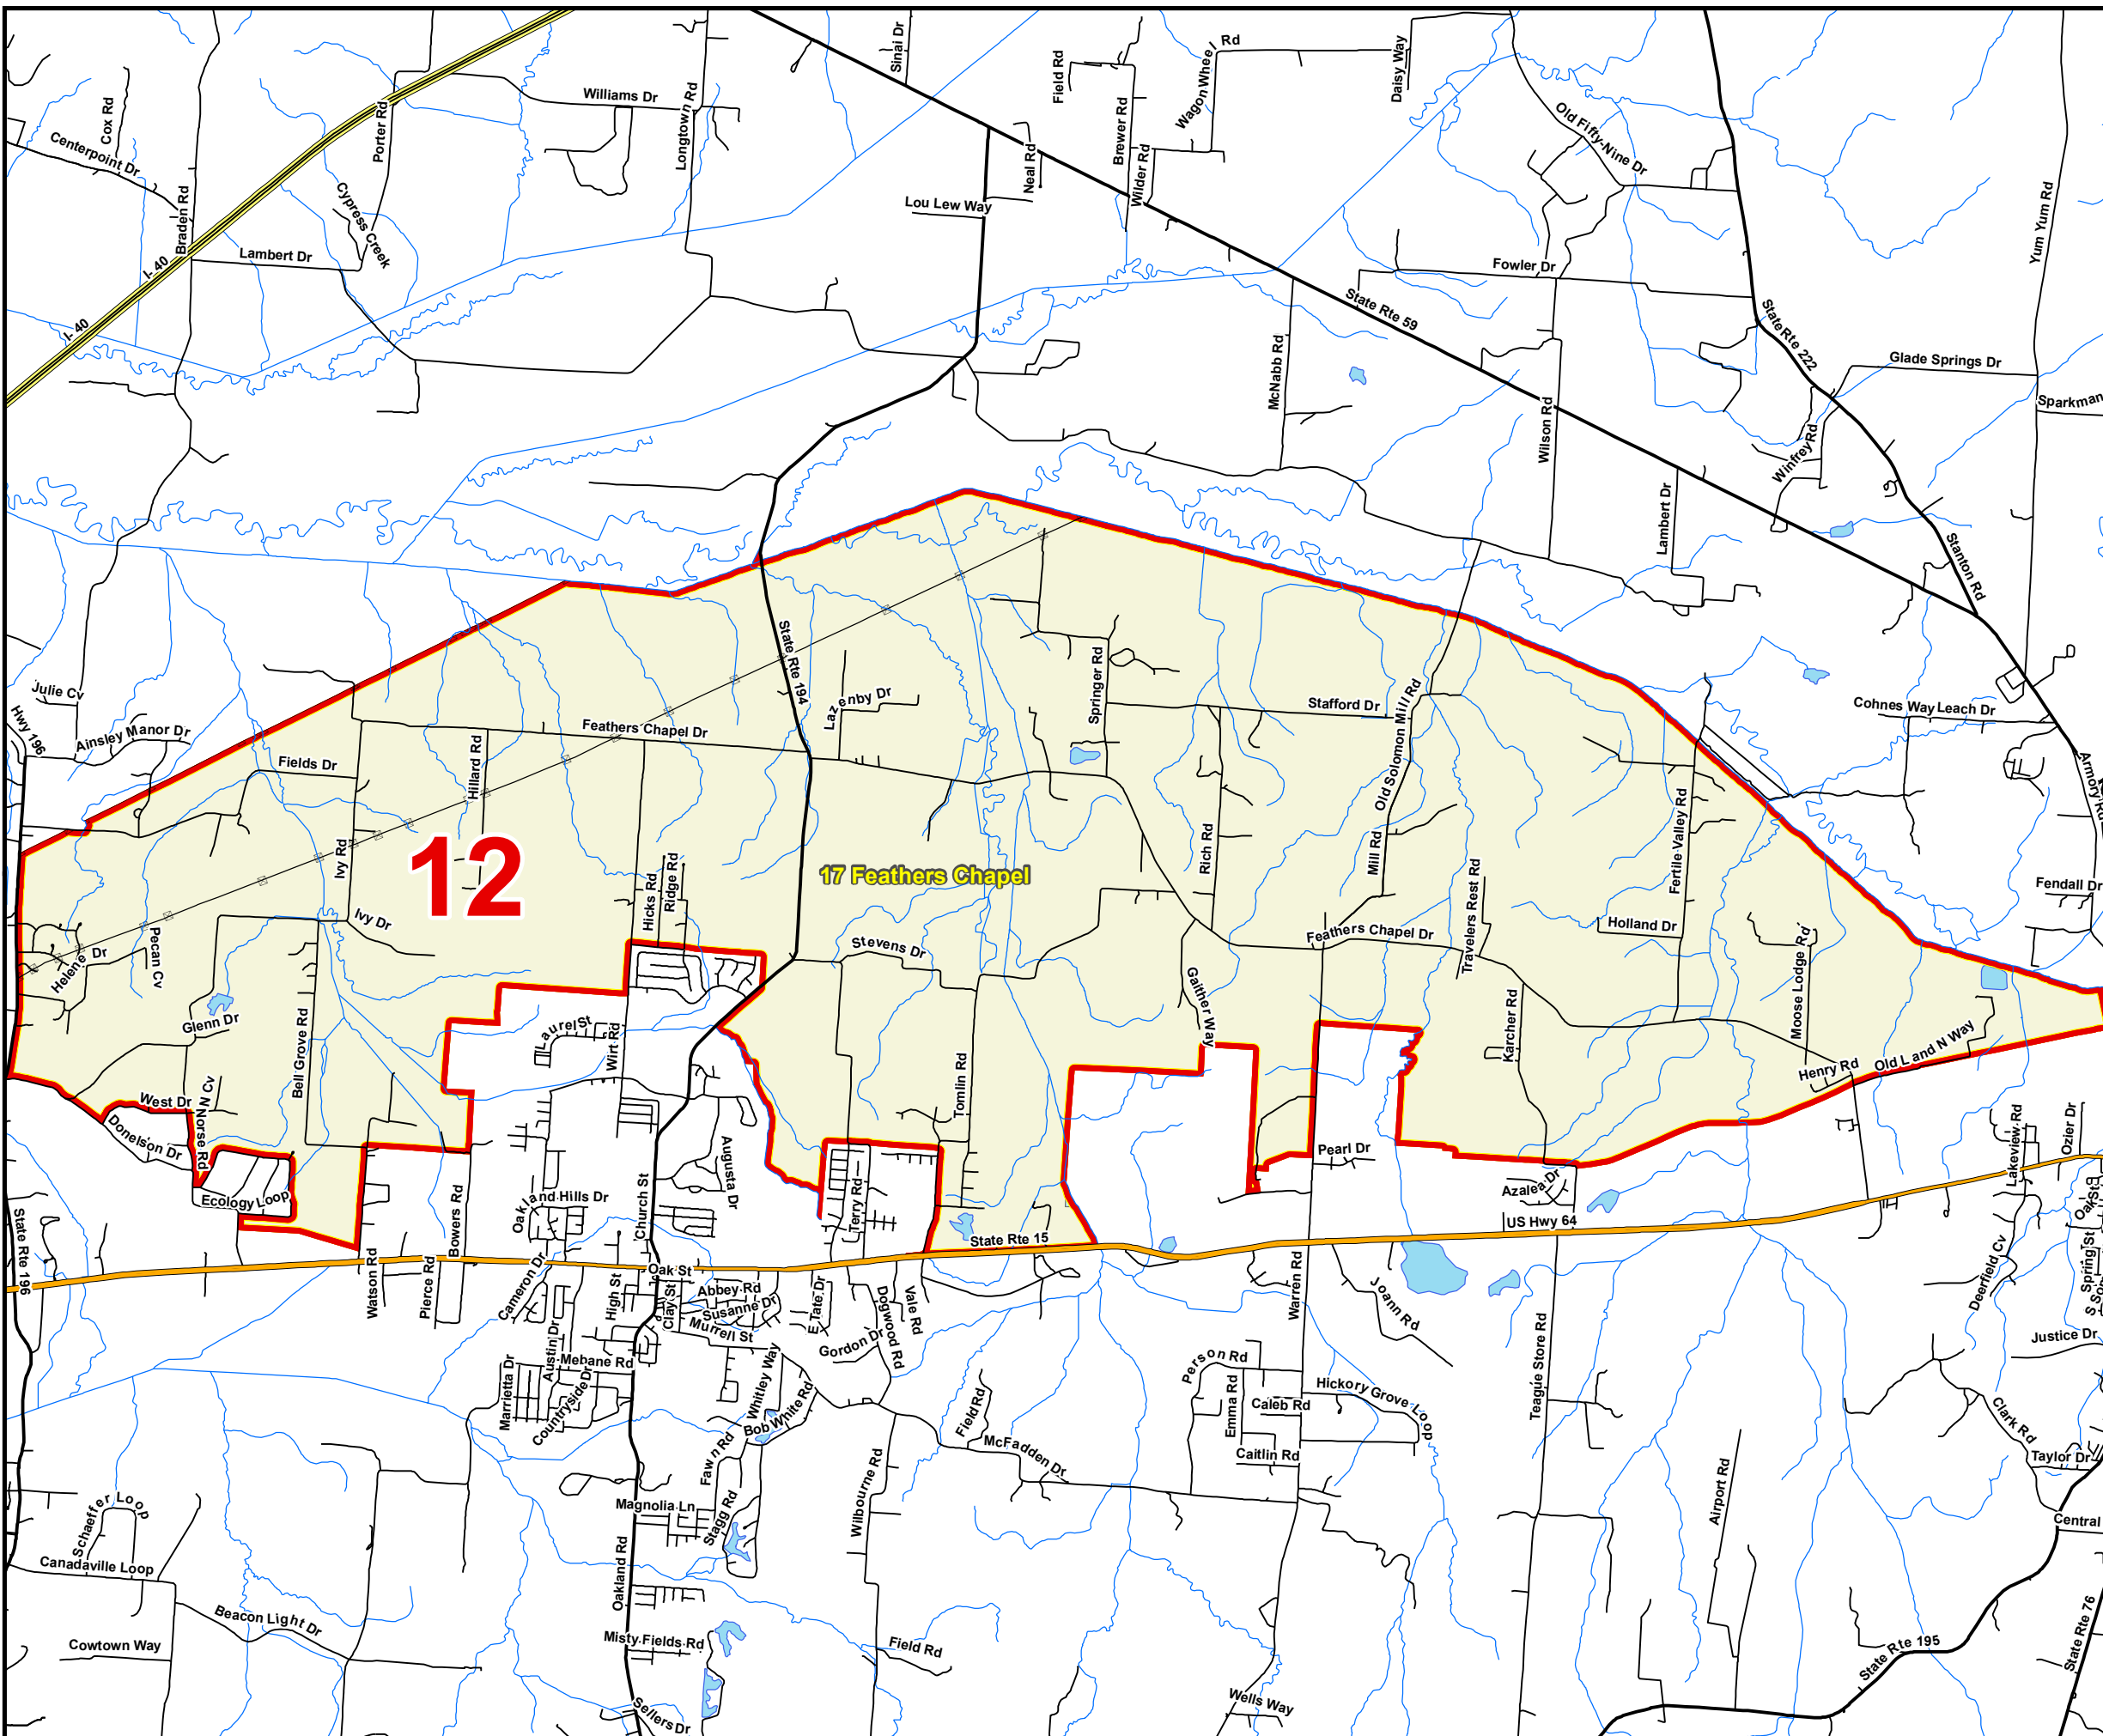 Sinai Dr
Rd
Field Rd
Wagon Wheel
Daisy Way
Williams Dr
Longtown Rd
Cox Rd
Porter Rd
Brewer Rd
Old Fifty-Nine Dr
Centerpoint Dr
Wilder Rd
Neal Rd
Braden Rd
Cypress Creek
Lou Lew Way
Yum Yum Rd
Lambert Dr
I- 40
Fowler Dr
State Rte 59
I- 40
State Rte 222
Glade Springs Dr
McNabb Rd
Sparkman
Wilson Rd
Winfrey Rd
Lambert Dr
Stanton Rd
State Rte 194
Julie Cv
Lazenby Dr
Springer Rd
Stafford Dr
Cohnes Way Leach Dr
Hwy 196
Ainsley Manor Dr
Feathers Chapel Dr
Old Solomon Mill Rd
Fields Dr
Hillard Rd
Armory Rd
Ivy Rd
12
17 Feathers Chapel
Rich Rd
Mill Rd
Fertile Valley Rd
Travelers Rest Rd
Fendall Dr
Hicks Rd
Ridge Rd
Ivy Dr
Feathers Chapel Dr
Holland Dr
Stevens Dr
Helene Dr
Pecan Cv
Moose Lodge Rd
Gaither Way
Glenn Dr
Laurel St
Wirt Rd
Bell Grove Rd
Karcher Rd
Tomlin Rd
Henry Rd
Old L and N Way
West Dr
N Norse Rd
N Cv
Donelson Dr
Augusta Dr
Pearl Dr
Lakeview Rd
Ozier Dr
Ecology Loop
Oakland Hills Dr
Church St
Terry Rd
Azalea Dr
State Rte 196
Bowers Rd
State Rte 15
US Hwy 64
Oak St
Watson Rd
Pierce Rd
Cameron Dr
Oak St
High St
Clay St
Abbey Rd
Susanne Dr
E Tate Dr
Dogwood Rd
Vale Rd
Warren Rd
Joann Rd
Deerfield Cv
Spring St
Murrell St
Gordon Dr
Teague Store Rd
Justice Dr
Austin Dr
Mebane Rd
Marrietta Dr
Countryside Dr
Whitley Way
Bob White Rd
Person Rd
Emma Rd
Hickory Grove Loop
Caleb Rd
Field Rd
Clark Rd
Fawn Rd
McFadden Dr
Caitlin Rd
Taylor Dr
Wilbourne Rd
Airport Rd
Schaeffer Loop
Magnolia Ln
Stagg Rd
Central
Canadaville Loop
Oakland Rd
Beacon Light Dr
Cowtown Way
Misty Fields Rd
Field Rd
State Rte 195
State Rte 76
Sellers Dr
Wells Way